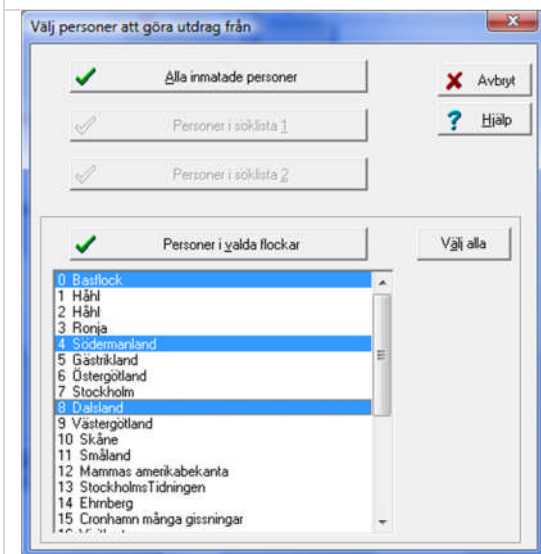 Välj personer att göra utdrag från
Alla inmatade personer
Avbryt
Personer i söklista 1
Hjälp
Personer i söklista 2
Personer i valda flockar
Välj alla
0 Basflock
1 Håhl
2 Håhl
3 Ronja
4 Södermanland
5 Gästrikland
6 Östergötland
7 Stockholm
8 Dalsland
9 Västergötland
10 Skåne
11 Småland
12 Mammas amerikabekanta
13 StockholmsTidningen
14 Ehrnberg
15 Cronhamn många gissningar